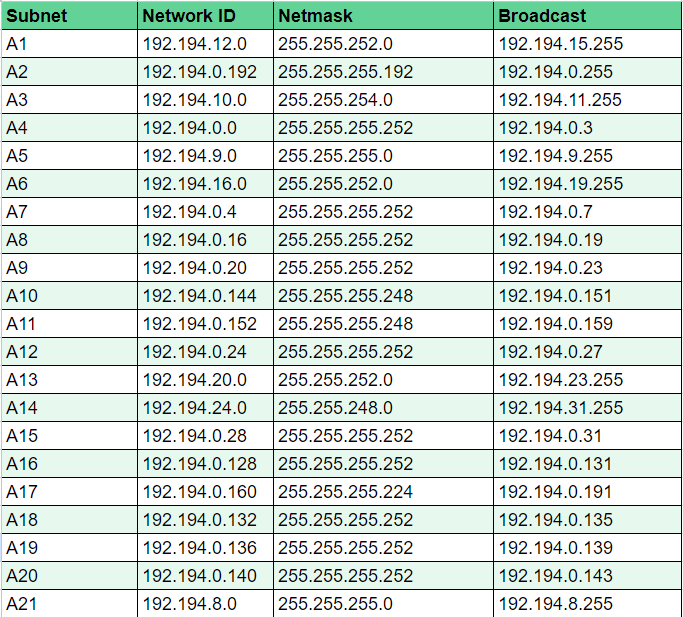 Subnet Network ID Netmask Broadcast
A1 192.194.12.0 255.255.252.0 192.194.15.255
A2 192.194.0.192 255.255.255.192 192.194.0.255
A3 192.194.10.0 255.255.254.0 192.194.11.255
A4 192.194.0.0 255.255.255.252 192.194.0.3
A5 192.194.9.0 255.255.255.0 192.194.9.255
A6 192.194.16.0 255.255.252.0 192.194.19.255
A7 192.194.0.4 255.255.255.252 192.194.0.7
A8 192.194.0.16 255.255.255.252 192.194.0.19
A9 192.194.0.20 255.255.255.252 192.194.0.23
A10 192.194.0.144 255.255.255.248 192.194.0.151
A11 192.194.0.152 255.255.255.248 192.194.0.159
A12 192.194.0.24 255.255.255.252 192.194.0.27
A13 192.194.20.0 255.255.252.0 192.194.23.255
A14 192.194.24.0 255.255.248.0 192.194.31.255
A15 192.194.0.28 255.255.255.252 192.194.0.31
A16 192.194.0.128 255.255.255.252 192.194.0.131
A17 192.194.0.160 255.255.255.224 192.194.0.191
A18 192.194.0.132 255.255.255.252 192.194.0.135
A19 192.194.0.136 255.255.255.252 192.194.0.139
A20 192.194.0.140 255.255.255.252 192.194.0.143
A21 192.194.8.0 255.255.255.0 192.194.8.255